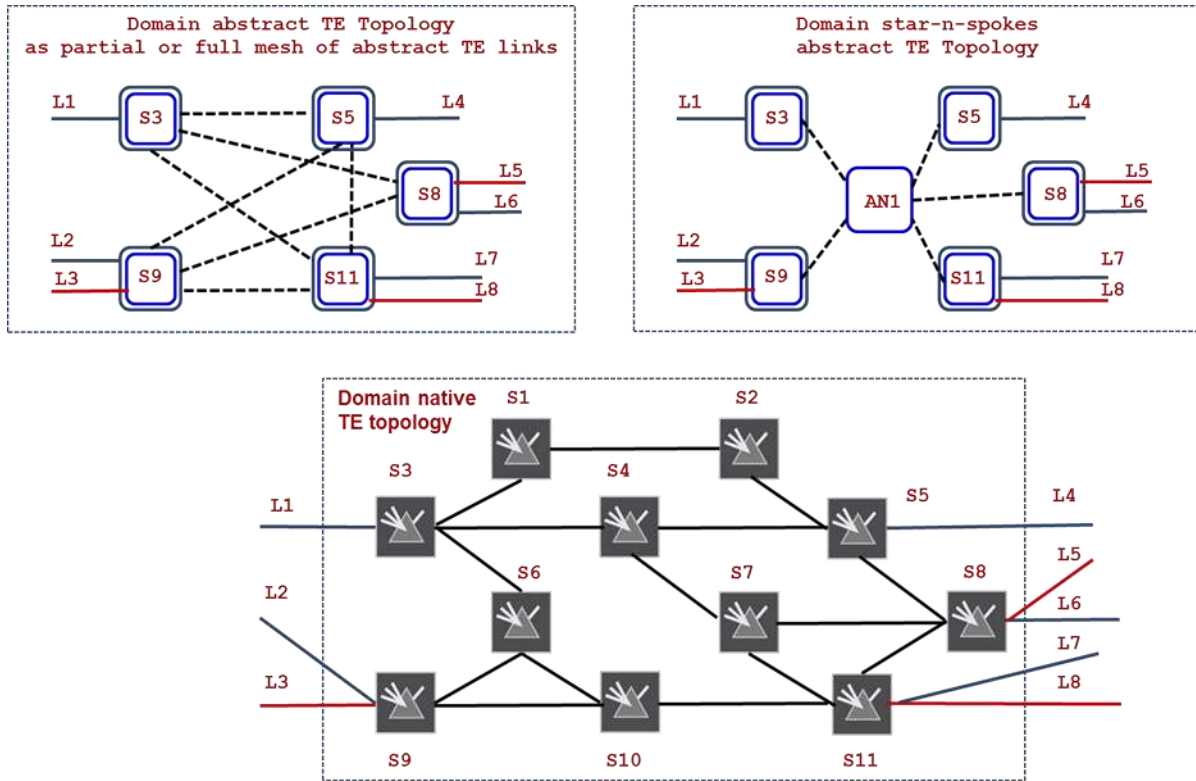 Domain abstract TE Topology
as partial or full mesh of abstract TE links
L1
S3
S5
L4
S8
L5
L6
L2
L3
S9
S11
L7
L8
Domain star-n-spokes
abstract TE Topology
L1
S3
S5
L4
AN1
S8
L5
L6
L2
L3
S9
S11
L7
L8
Domain native
TE topology
S1
S2
S3
S4
S5
L1
L4
L5
S6
S7
S8
L2
L6
L7
L3
L8
S9
S10
S11